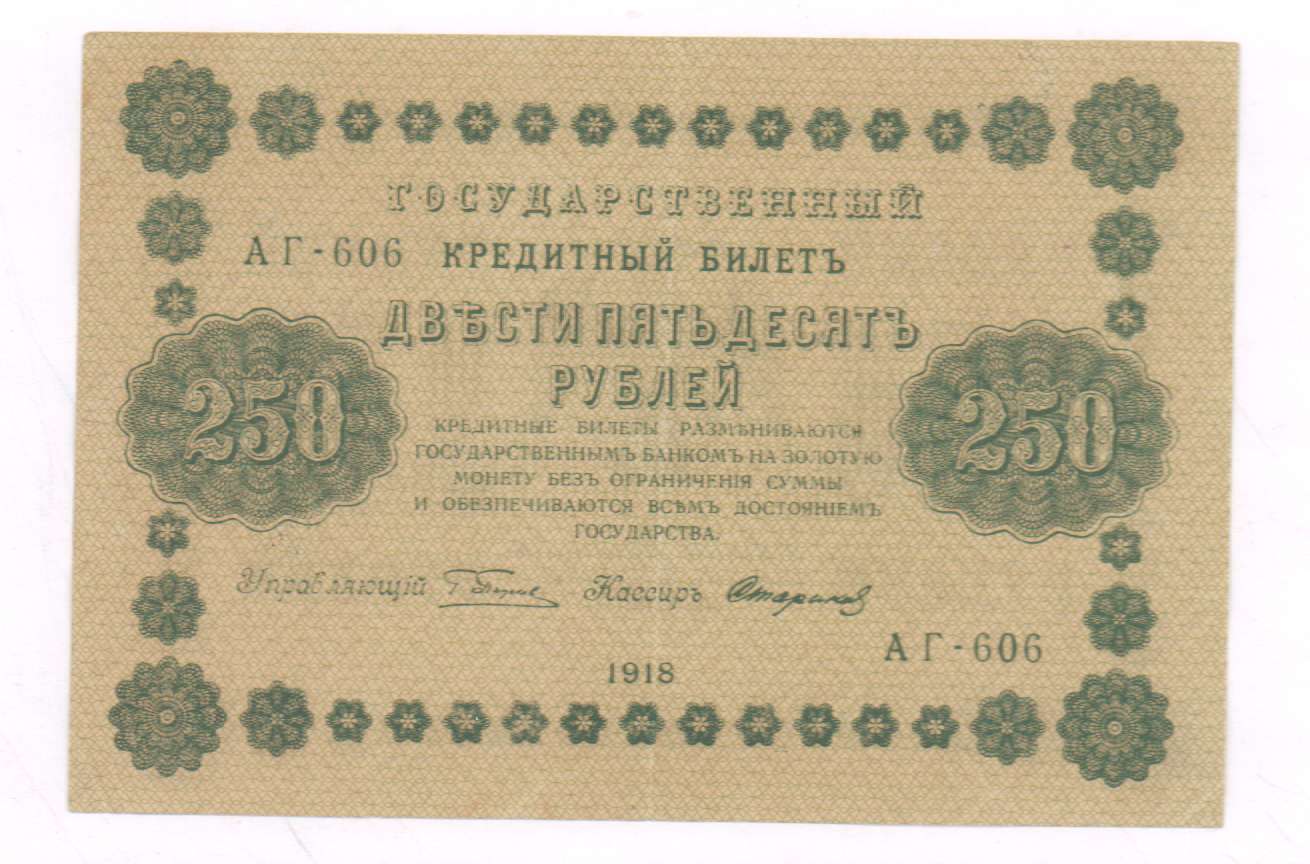 ГОСУДАРСТВЕННЫЙ
АГ-606 КРЕДИТНЫЙ БИЛЕТЪ
ДВѢСТИ ПЯТЬДЕСЯТЪ
РУБЛЕЙ
250
250
КРЕДИТНЫЕ БИЛЕТЫ РАЗМѢНИВАЮТСЯ
ГОСУДАРСТВЕННЫМЪ БАНКОМЪ НА ЗОЛОТУЮ
МОНЕТУ БЕЗЪ ОГРАНИЧЕНІЯ СУММЫ
И ОБЕЗПЕЧИВАЮТСЯ ВСѢМЪ ДОСТОЯНІЕМЪ
ГОСУДАРСТВА.
Управляющій Кассиръ Стариков
АГ-606
1918